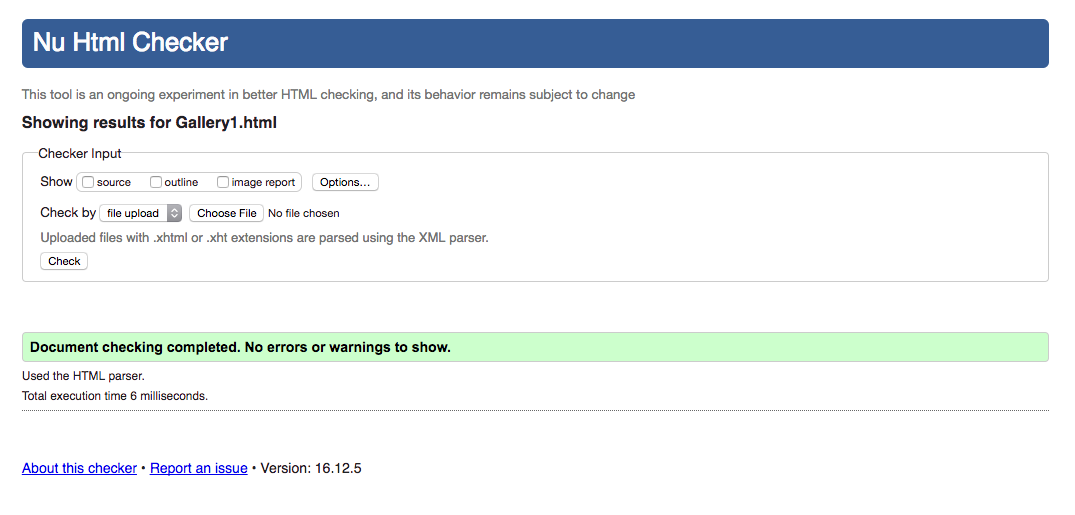 Nu Html Checker
This tool is an ongoing experiment in better HTML checking, and its behavior remains subject to change
Showing results for Gallery1.html
Checker Input
Show source outline image report Options...
Check by file upload Choose File No file chosen
Uploaded files with .xhtml or .xht extensions are parsed using the XML parser.
Check
Document checking completed. No errors or warnings to show.
Used the HTML parser.
Total execution time 6 milliseconds.
About this checker • Report an issue • Version: 16.12.5